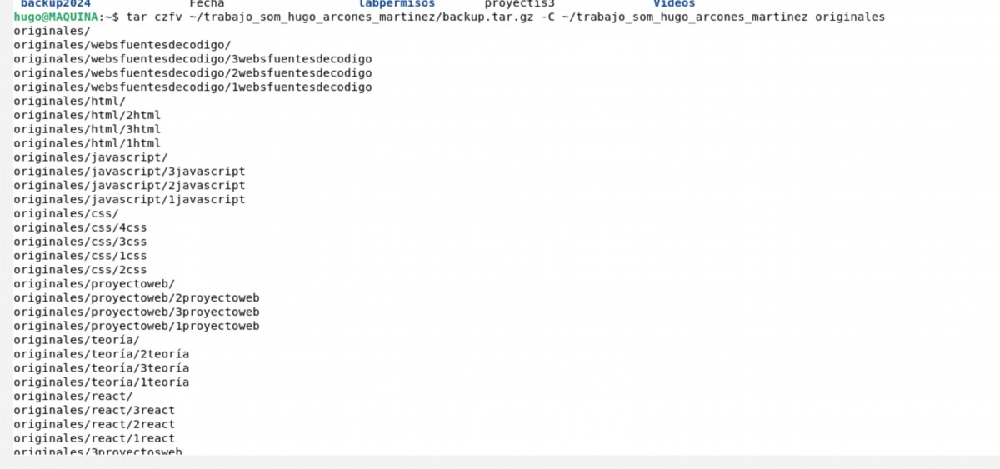 backup2024 Fecha labpermisos proyectis3 Vídeos
hugo@MAQUINA:~$ tar czfv ~/trabajo_som_hugo_arcones_martinez/backup.tar.gz -C ~/trabajo_som_hugo_arcones_martinez originales
originales/
originales/websfuentesdecodigo/
originales/websfuentesdecodigo/3websfuentesdecodigo
originales/websfuentesdecodigo/2websfuentesdecodigo
originales/websfuentesdecodigo/1websfuentesdecodigo
originales/html/
originales/html/2html
originales/html/3html
originales/html/1html
originales/javascript/
originales/javascript/3javascript
originales/javascript/2javascript
originales/javascript/1javascript
originales/css/
originales/css/4css
originales/css/3css
originales/css/1css
originales/css/2css
originales/proyectoweb/
originales/proyectoweb/2proyectoweb
originales/proyectoweb/3proyectoweb
originales/proyectoweb/1proyectoweb
originales/teoría/
originales/teoría/2teoría
originales/teoría/3teoría
originales/teoría/1teoría
originales/react/
originales/react/3react
originales/react/2react
originales/react/1react
originales/3proyectosweb